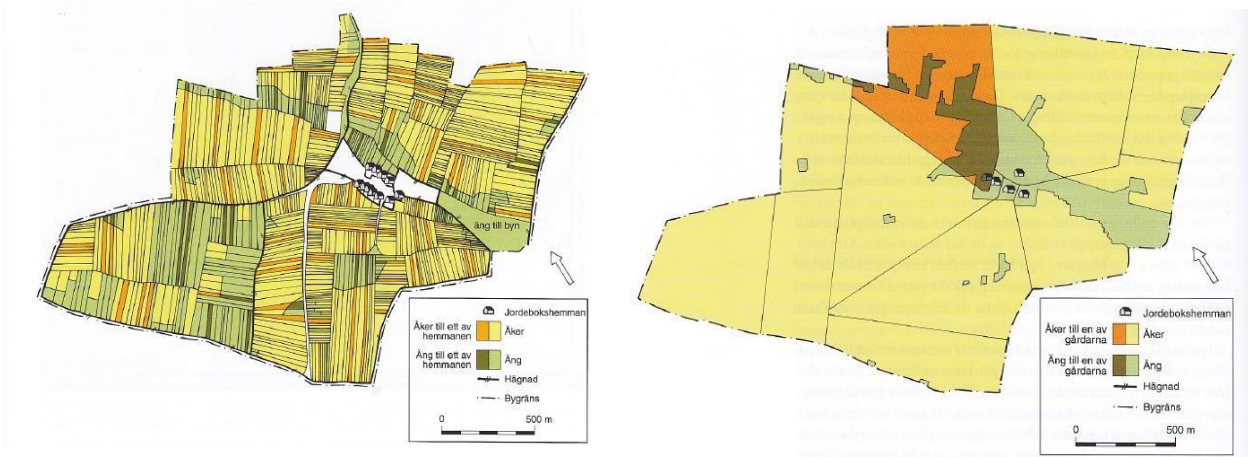 äng till byn
Jordebokshemman
Åker till ett av
hemmanen
Åker
Äng till ett av
hemmanen
Äng
Hägnad
Bygräns
0 500 m
Jordebokshemman
Åker till en av
gårdarna
Åker
Äng till en av
gårdarna
Äng
Hägnad
Bygräns
0 500 m